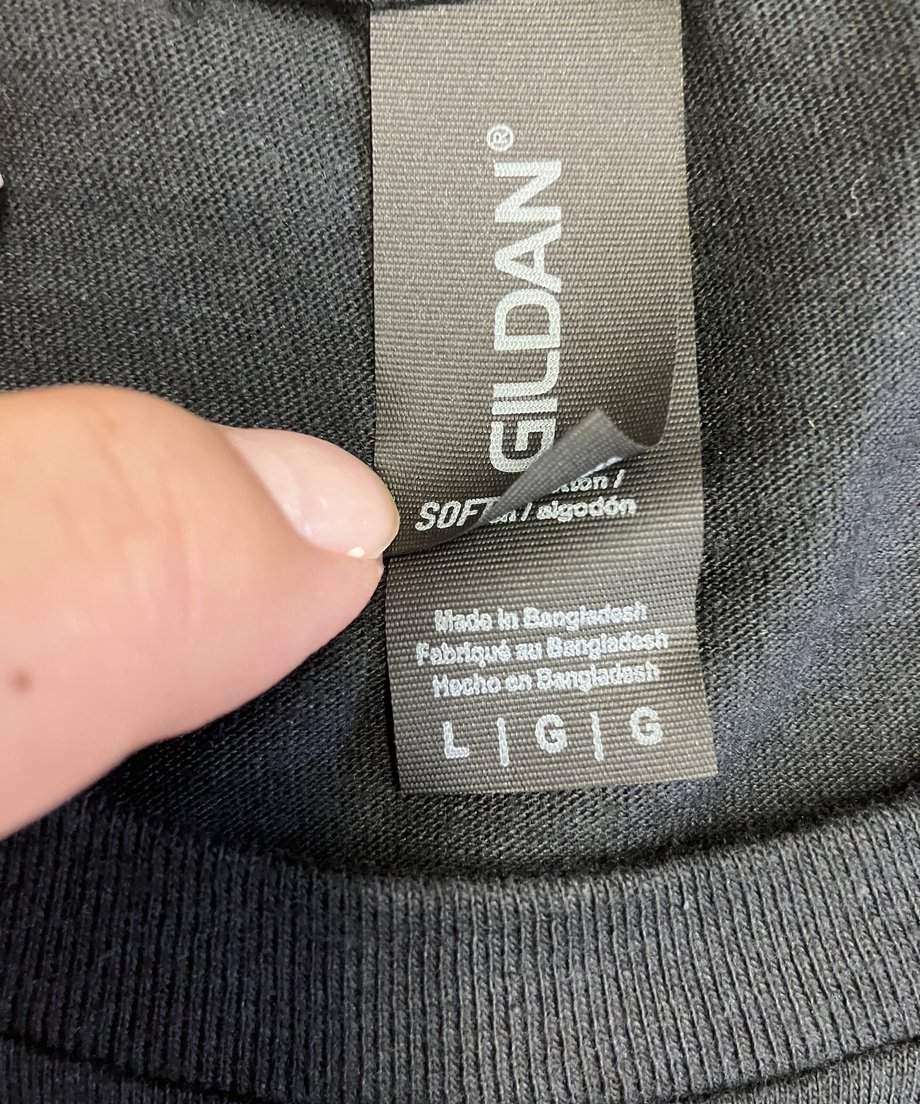 GILDAN®
SOFT
/ algodón
Made in Bangladesh
Fabriqué au Bangladesh
Hecho en Bangladesh
L | G | G